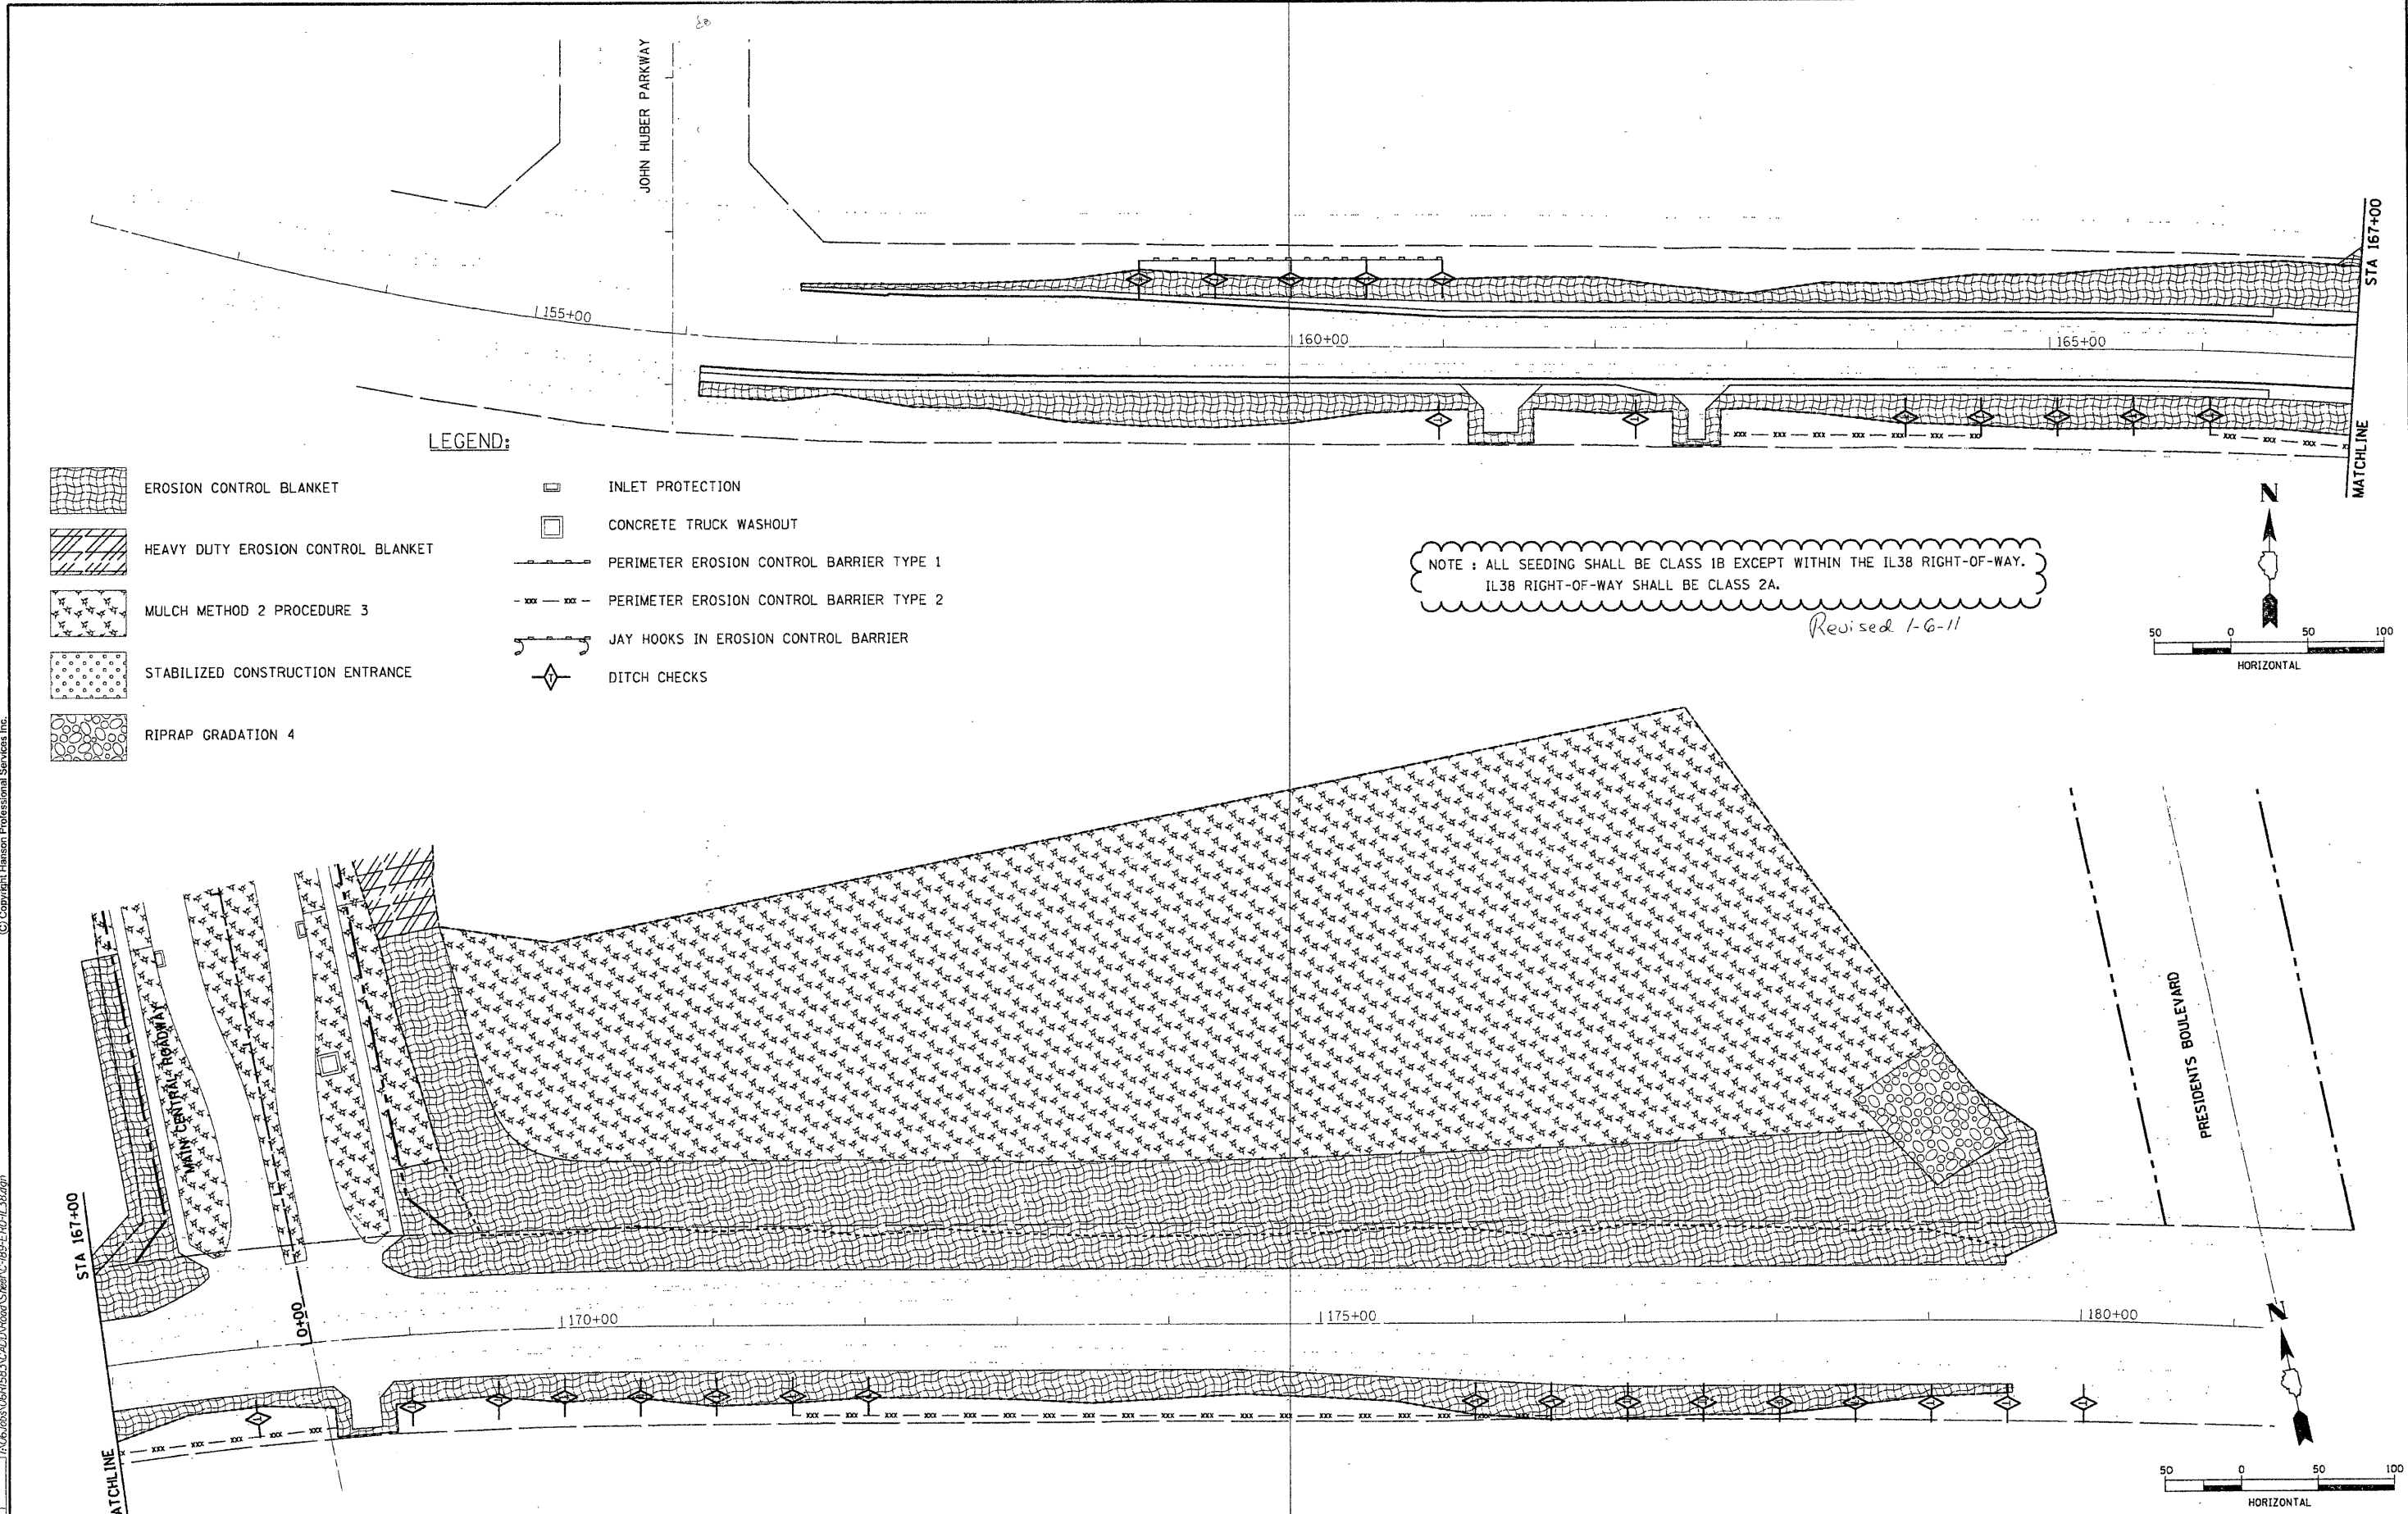 JOHN HUBER PARKWAY
STA 167+00
155+00
160+00
165+00
MATCHLINE
LEGEND:
EROSION CONTROL BLANKET
HEAVY DUTY EROSION CONTROL BLANKET
MULCH METHOD 2 PROCEDURE 3
STABILIZED CONSTRUCTION ENTRANCE
RIPRAP GRADATION 4
INLET PROTECTION
CONCRETE TRUCK WASHOUT
PERIMETER EROSION CONTROL BARRIER TYPE 1
XXX XXX PERIMETER EROSION CONTROL BARRIER TYPE 2
JAY HOOKS IN EROSION CONTROL BARRIER
T DITCH CHECKS
NOTE : ALL SEEDING SHALL BE CLASS 1B EXCEPT WITHIN THE IL38 RIGHT-OF-WAY.
IL38 RIGHT-OF-WAY SHALL BE CLASS 2A.
Revised 1-6-11
N
50 0 50 100
HORIZONTAL
(C) Copyright Hanson Professional Services Inc.
MAIN CENTRAL ROADWAY
PRESIDENTS BOULEVARD
STA 167+00
0+00
170+00
175+00
180+00
N
ATCHLINE
50 0 50 100
HORIZONTAL